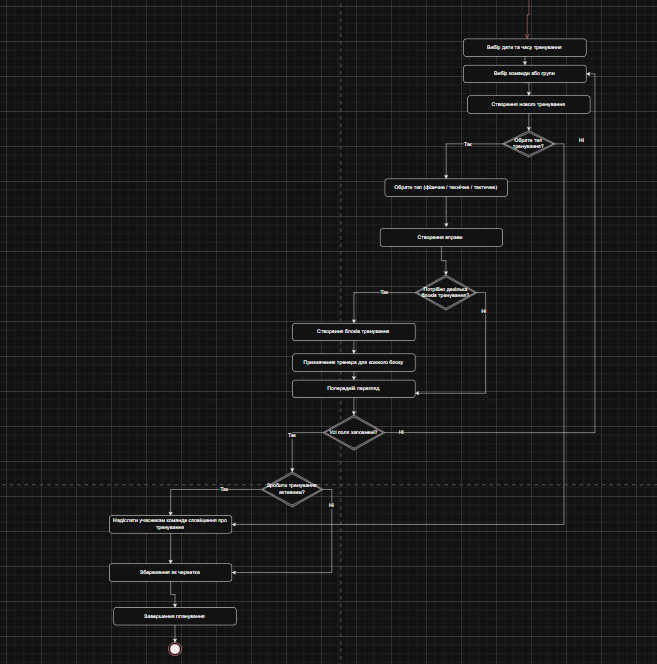 Вибір дати та часу тренування
Вибір команди або групи
Створення нового тренування
Обрати тип
тренування?
Так
Ні
Обрати тип (фізичне / технічне / тактичне)
Створення вправи
Потрібно декілька
блоків тренування?
Так
Ні
Створення блоків тренування
Призначення тренера для кожного блоку
Попередній перегляд
Усі поля заповнені?
Так
Ні
Зробити тренування
активним?
Так
Ні
Надіслати учасникам команди сповіщення про
тренування
Збереження як чернетка
Завершення планування